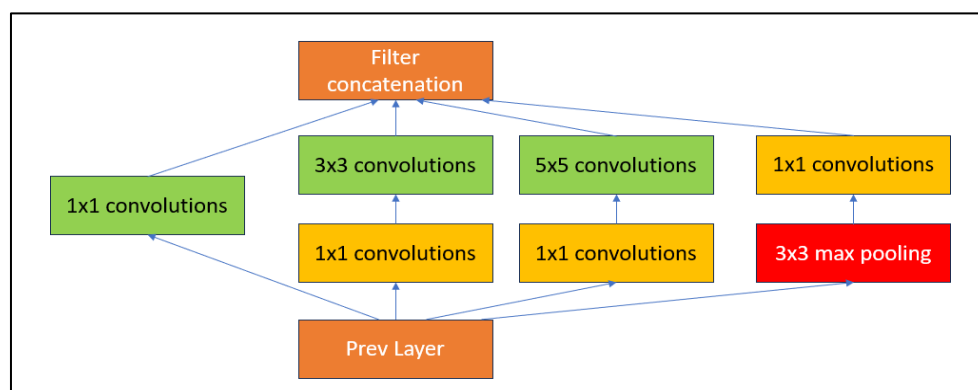 Filter
concatenation
3x3 convolutions
5x5 convolutions
1x1 convolutions
1x1 convolutions
1x1 convolutions
1x1 convolutions
3x3 max pooling
Prev Layer